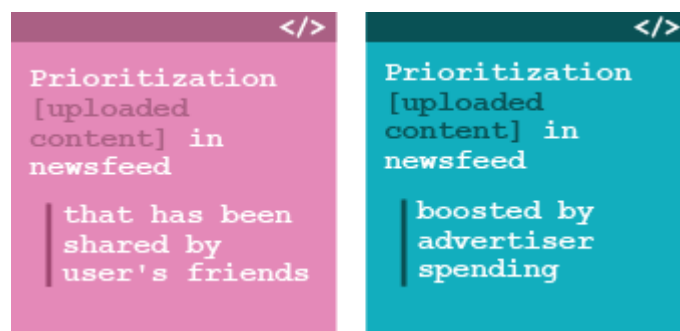 </>
Prioritization
[uploaded
content] in
newsfeed
that has been
shared by
user's friends
</>
Prioritization
[uploaded
content] in
newsfeed
boosted by
advertiser
spending